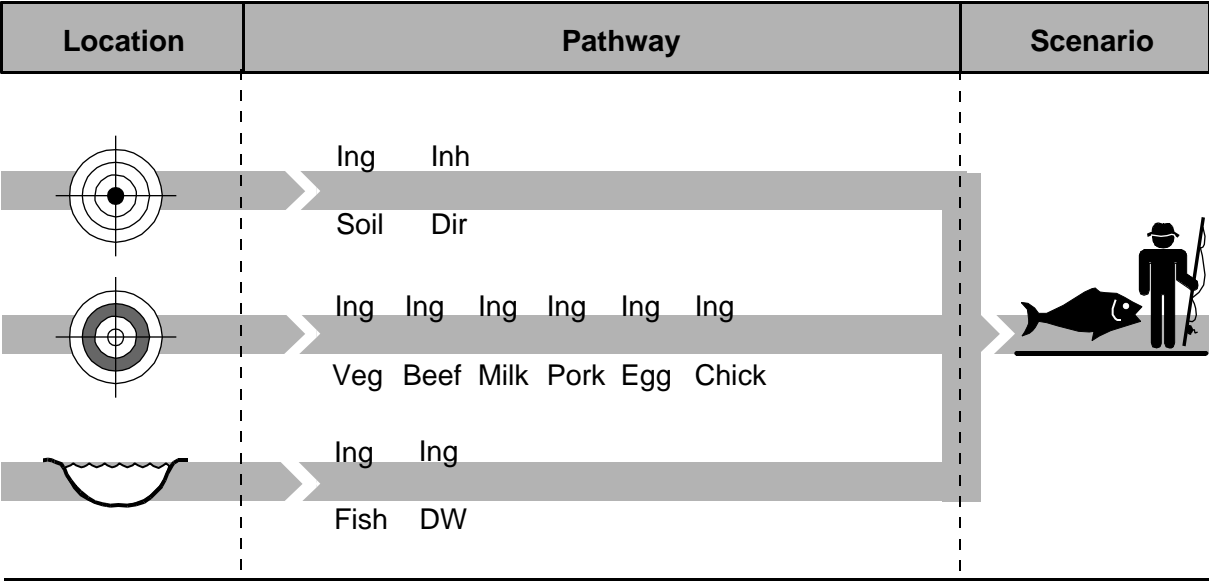 Location Pathway Scenario
Ing Inh
Soil Dir
Ing Ing Ing Ing Ing Ing
Veg Beef Milk Pork Egg Chick
Ing Ing
Fish DW